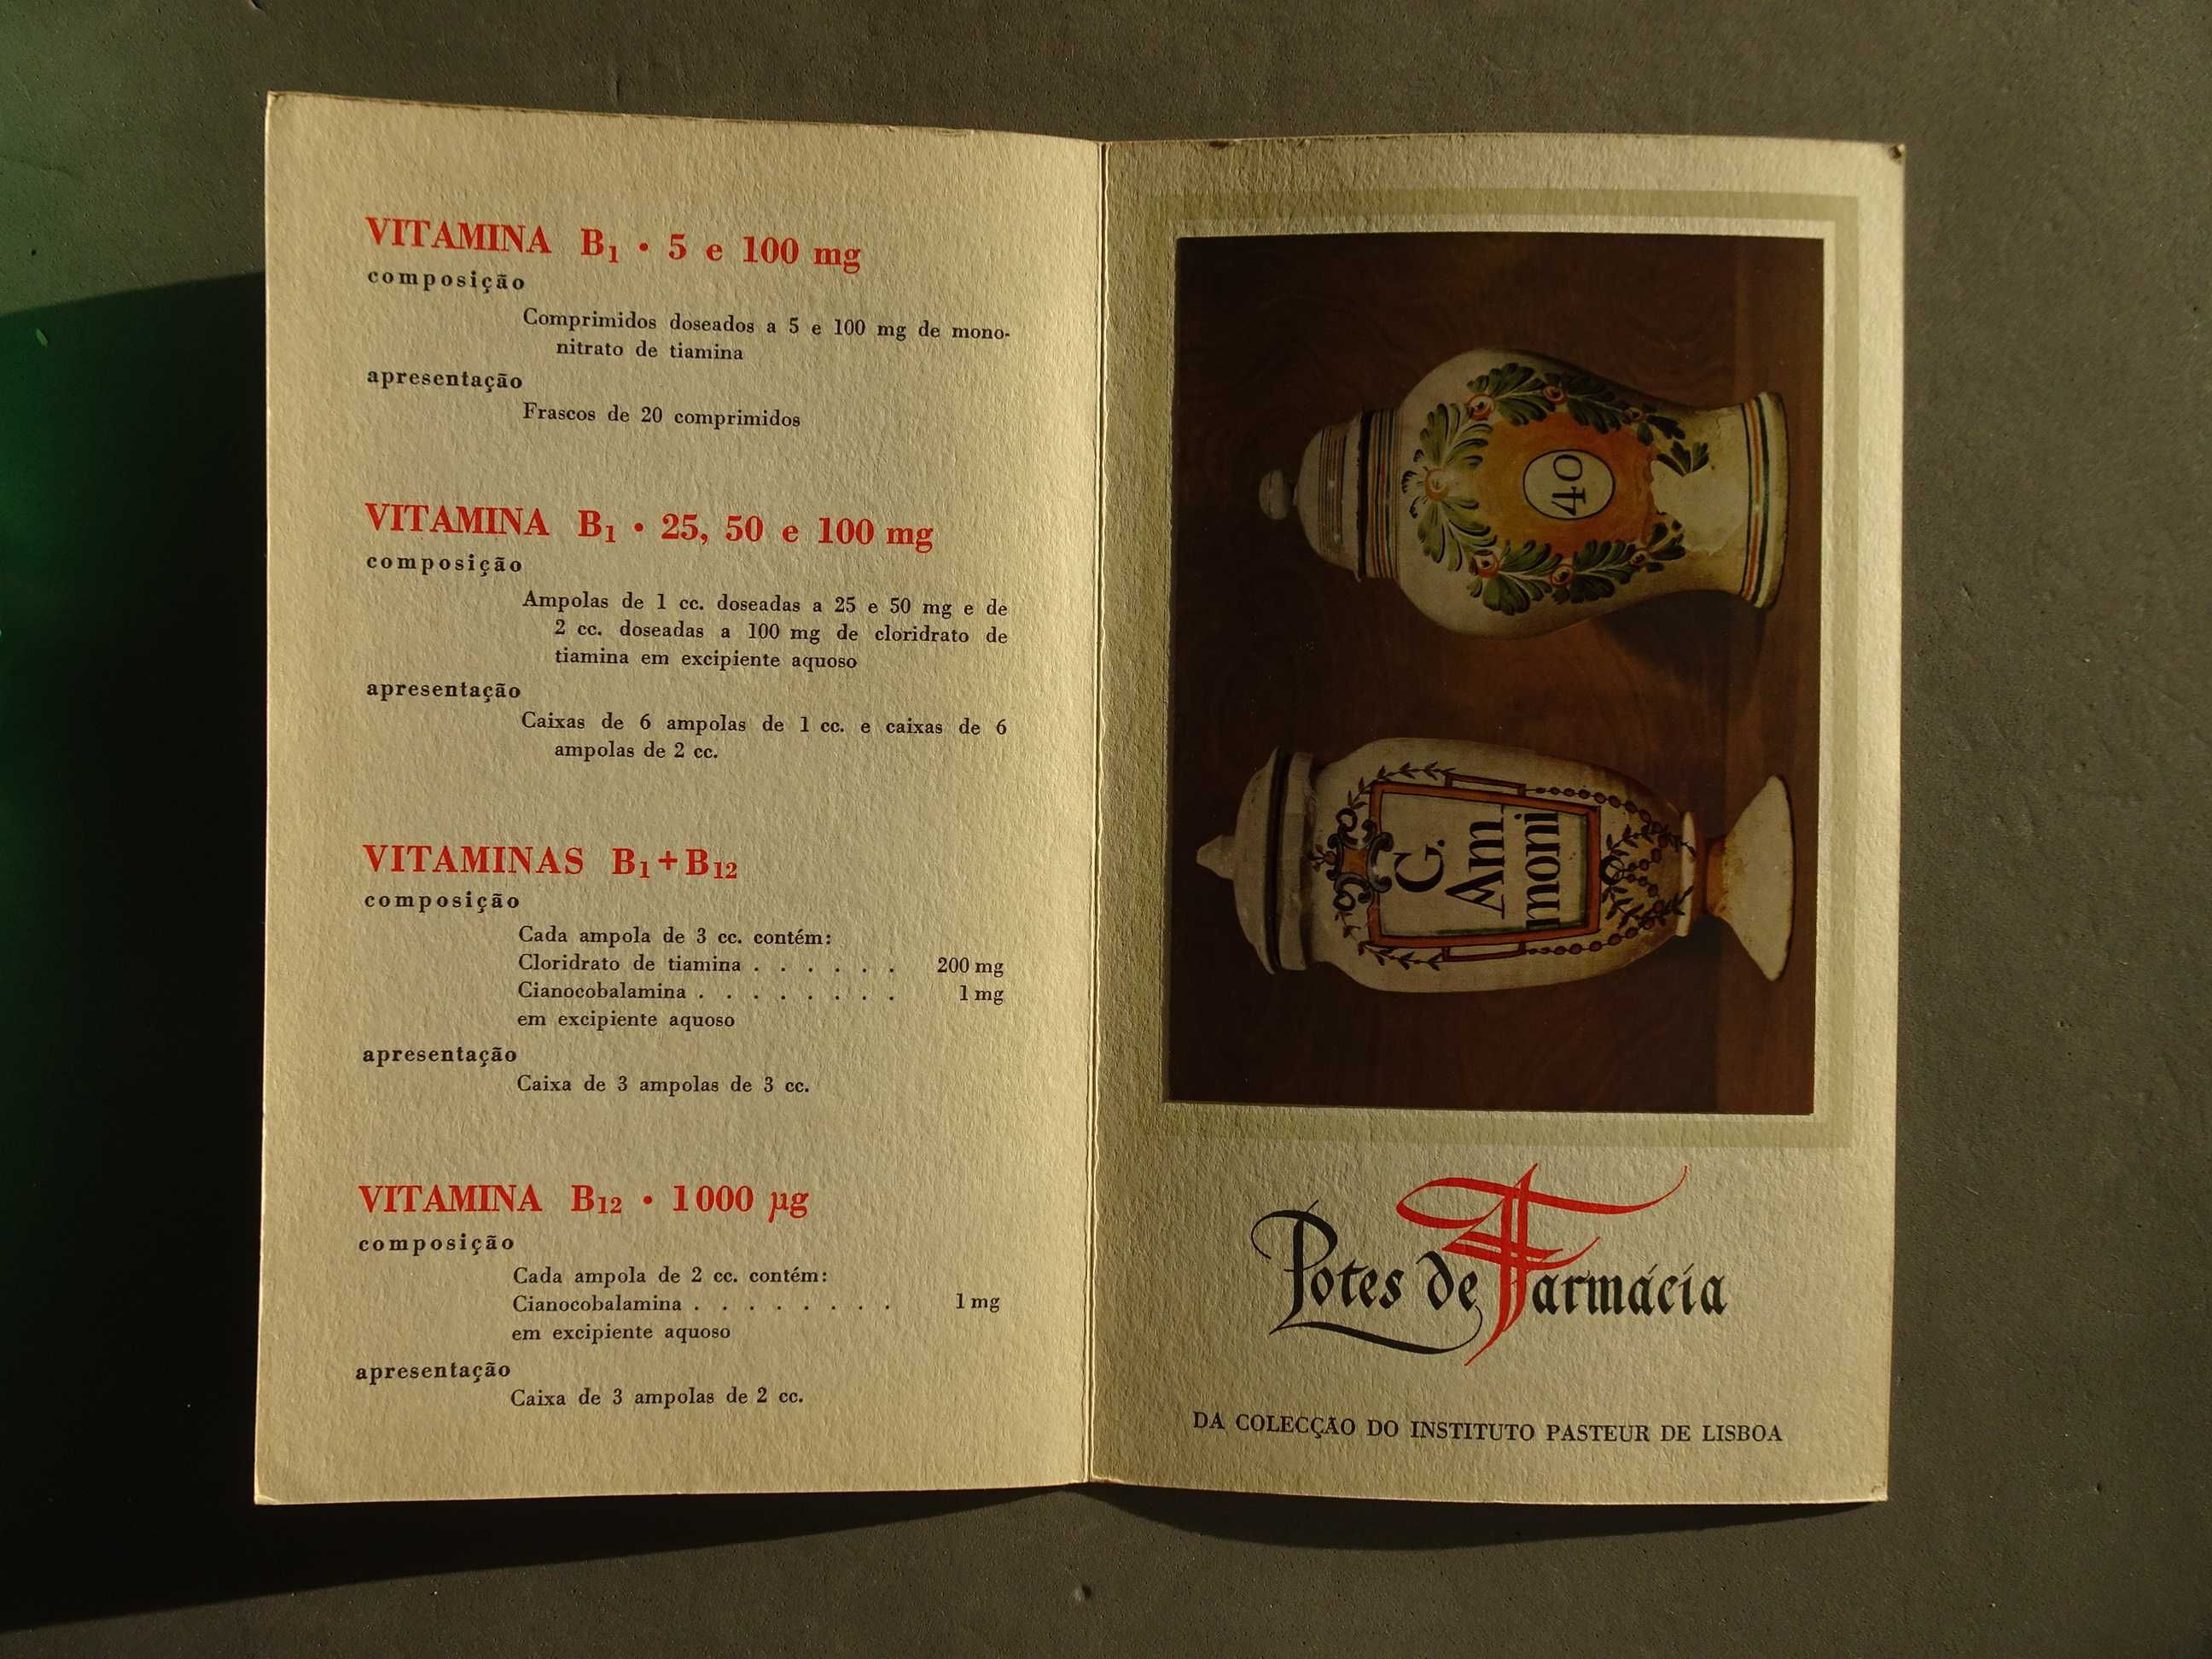 VITAMINA B1 • 5 e 100 mg
composição
Comprimidos doseados a 5 e 100 mg de mono-
nitrato de tiamina
apresentação
Frascos de 20 comprimidos
VITAMINA B1 • 25, 50 e 100 mg
composição
Ampolas de 1 cc. doseadas a 25 e 50 mg e de
2 cc. doseadas a 100 mg de cloridrato de
tiamina em excipiente aquoso
apresentação
Caixas de 6 ampolas de 1 cc. e caixas de 6
ampolas de 2 cc.
VITAMINAS B1+B12
composição
Cada ampola de 3 cc. contém:
Cloridrato de tiamina . . . . . . 200 mg
Cianocobalamina . . . . . . . . 1 mg
em excipiente aquoso
apresentação
Caixa de 3 ampolas de 3 cc.
VITAMINA B12 • 1000 µg
composição
Cada ampola de 2 cc. contém:
Cianocobalamina . . . . . . . . 1 mg
em excipiente aquoso
apresentação
Caixa de 3 ampolas de 2 cc.
40
G.
Am
moni
Potes de Farmácia
DA COLECÇÃO DO INSTITUTO PASTEUR DE LISBOA